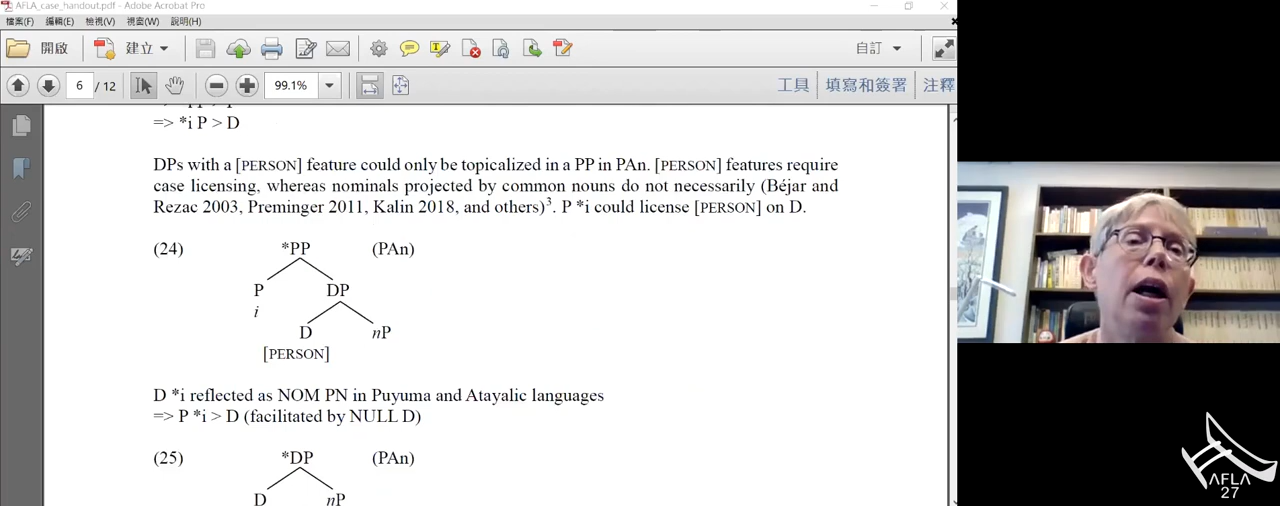 AFLA_case_handout.pdf - Adobe Acrobat Pro
檔案(F) 編輯(E) 檢視(V) 視窗(W) 說明(H)
開啟 建立 自訂
6 / 12 99.1% 工具 填寫和簽署 注釋
=> *i P > D
DPs with a [PERSON] feature could only be topicalized in a PP in PAn. [PERSON] features require
case licensing, whereas nominals projected by common nouns do not necessarily (Béjar and
Rezac 2003, Preminger 2011, Kalin 2018, and others)3. P *i could license [PERSON] on D.
(24) *PP (PAn)
P DP
i
D nP
[PERSON]
D *i reflected as NOM PN in Puyuma and Atayalic languages
=> P *i > D (facilitated by NULL D)
(25) *DP (PAn)
D nP
AFLA
27